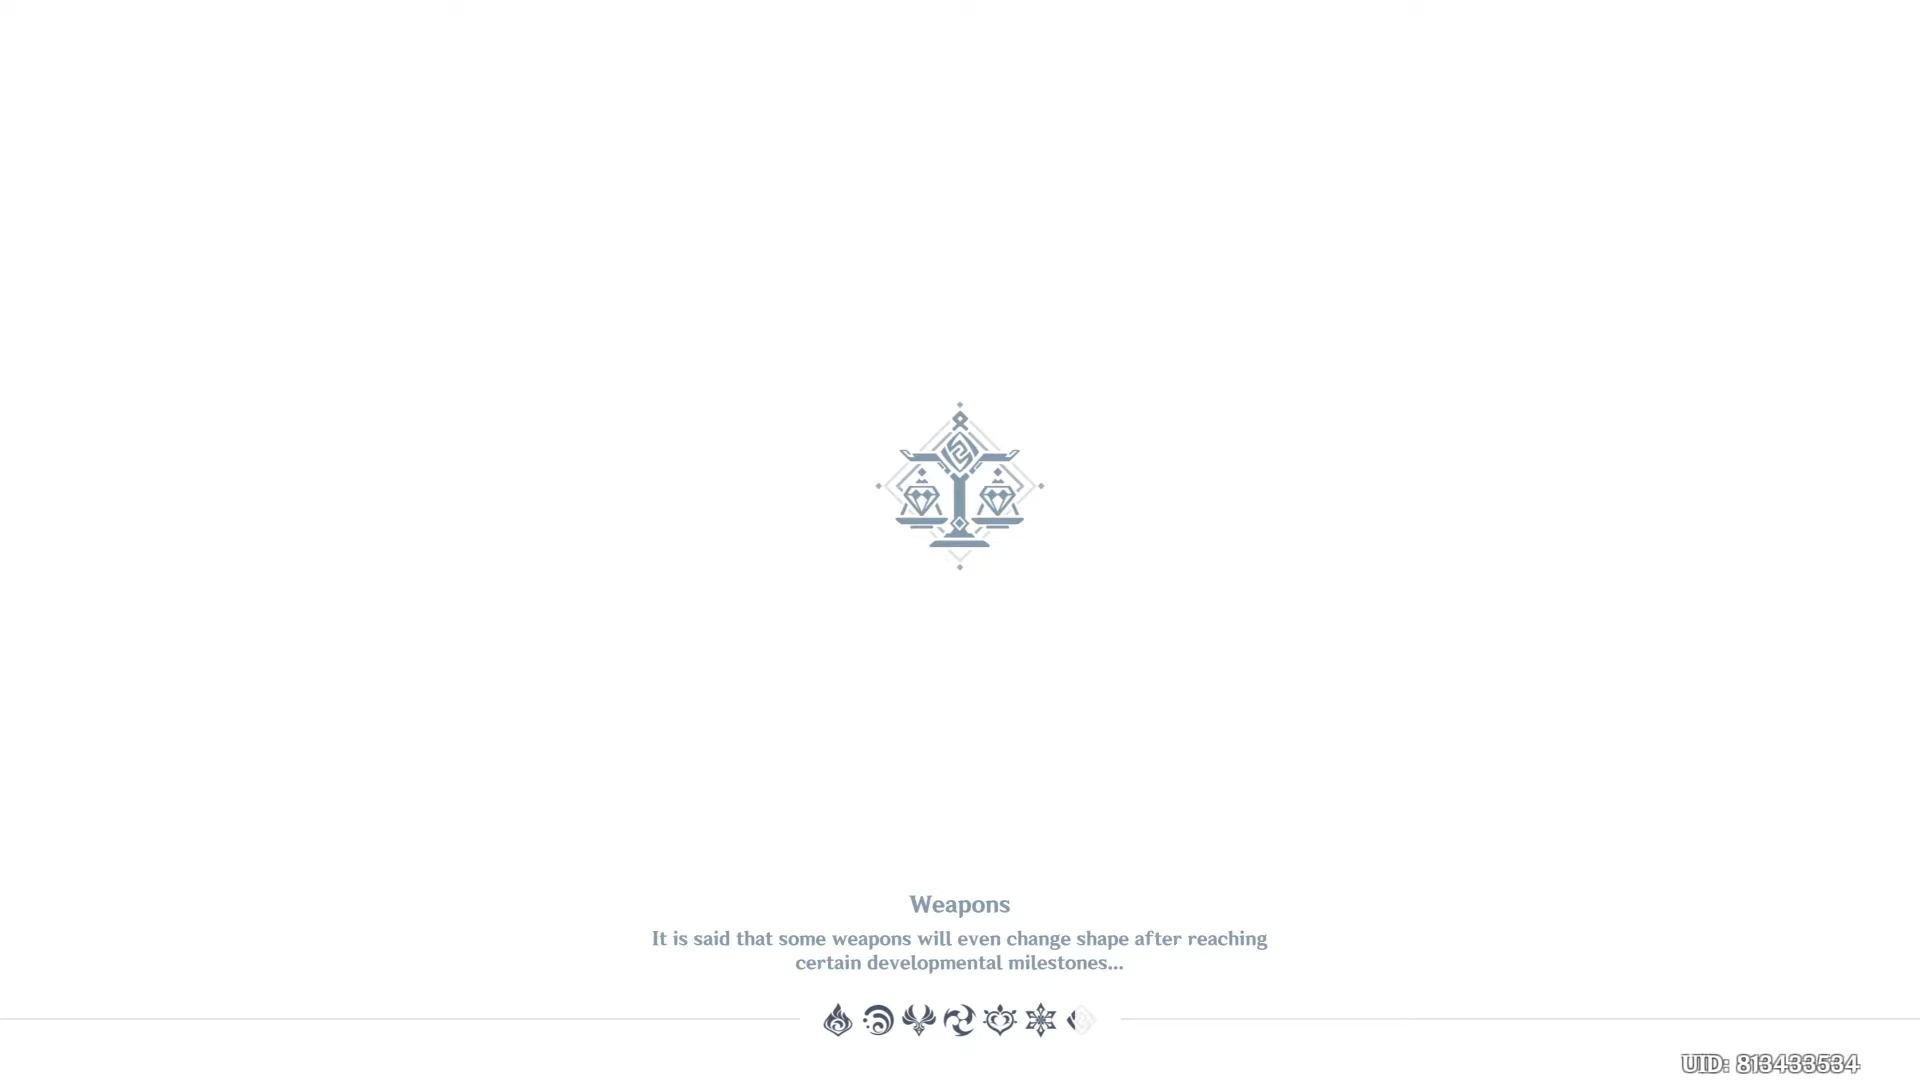 Weapons
It is said that some weapons will even change shape after reaching
certain developmental milestones...
UID: 813433534